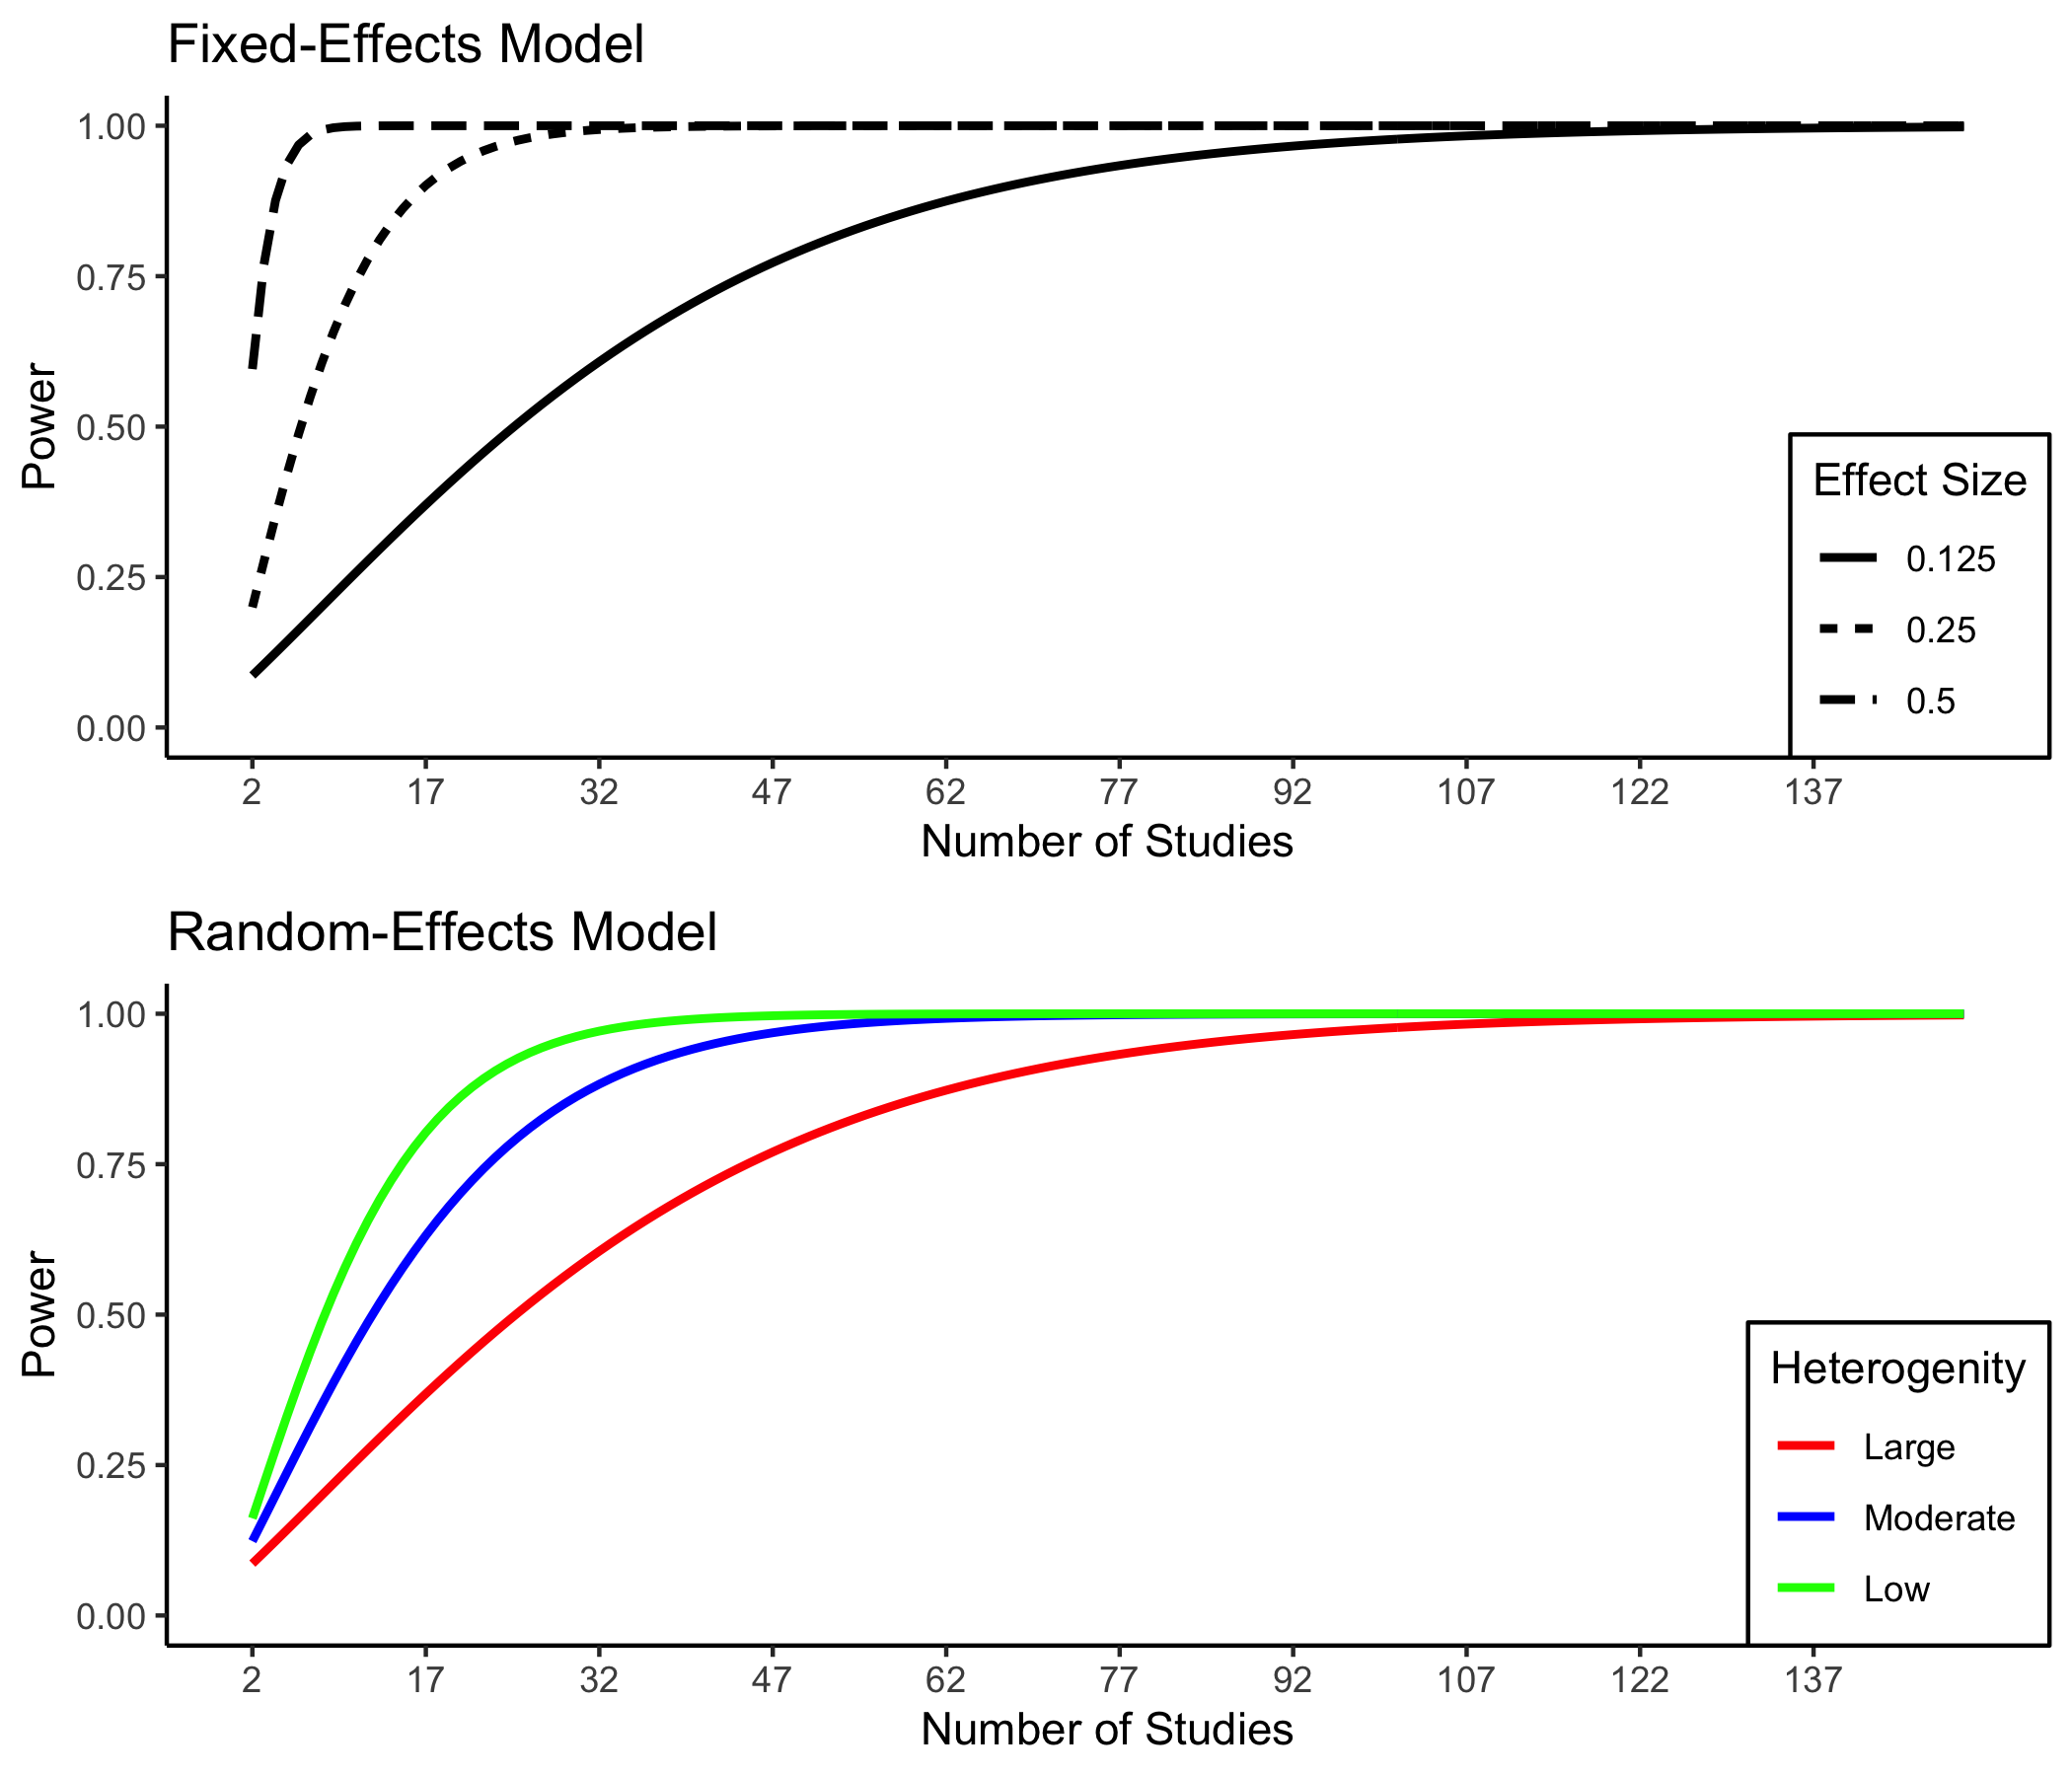 Fixed-Effects Model
1.00
0.75
0.50
0.25
0.00
Power
Effect Size
0.125
0.25
0.5
2 17 32 47 62 77 92 107 122 137
Number of Studies
Random-Effects Model
1.00
0.75
0.50
0.25
0.00
Power
Heterogenity
Large
Moderate
Low
2 17 32 47 62 77 92 107 122 137
Number of Studies